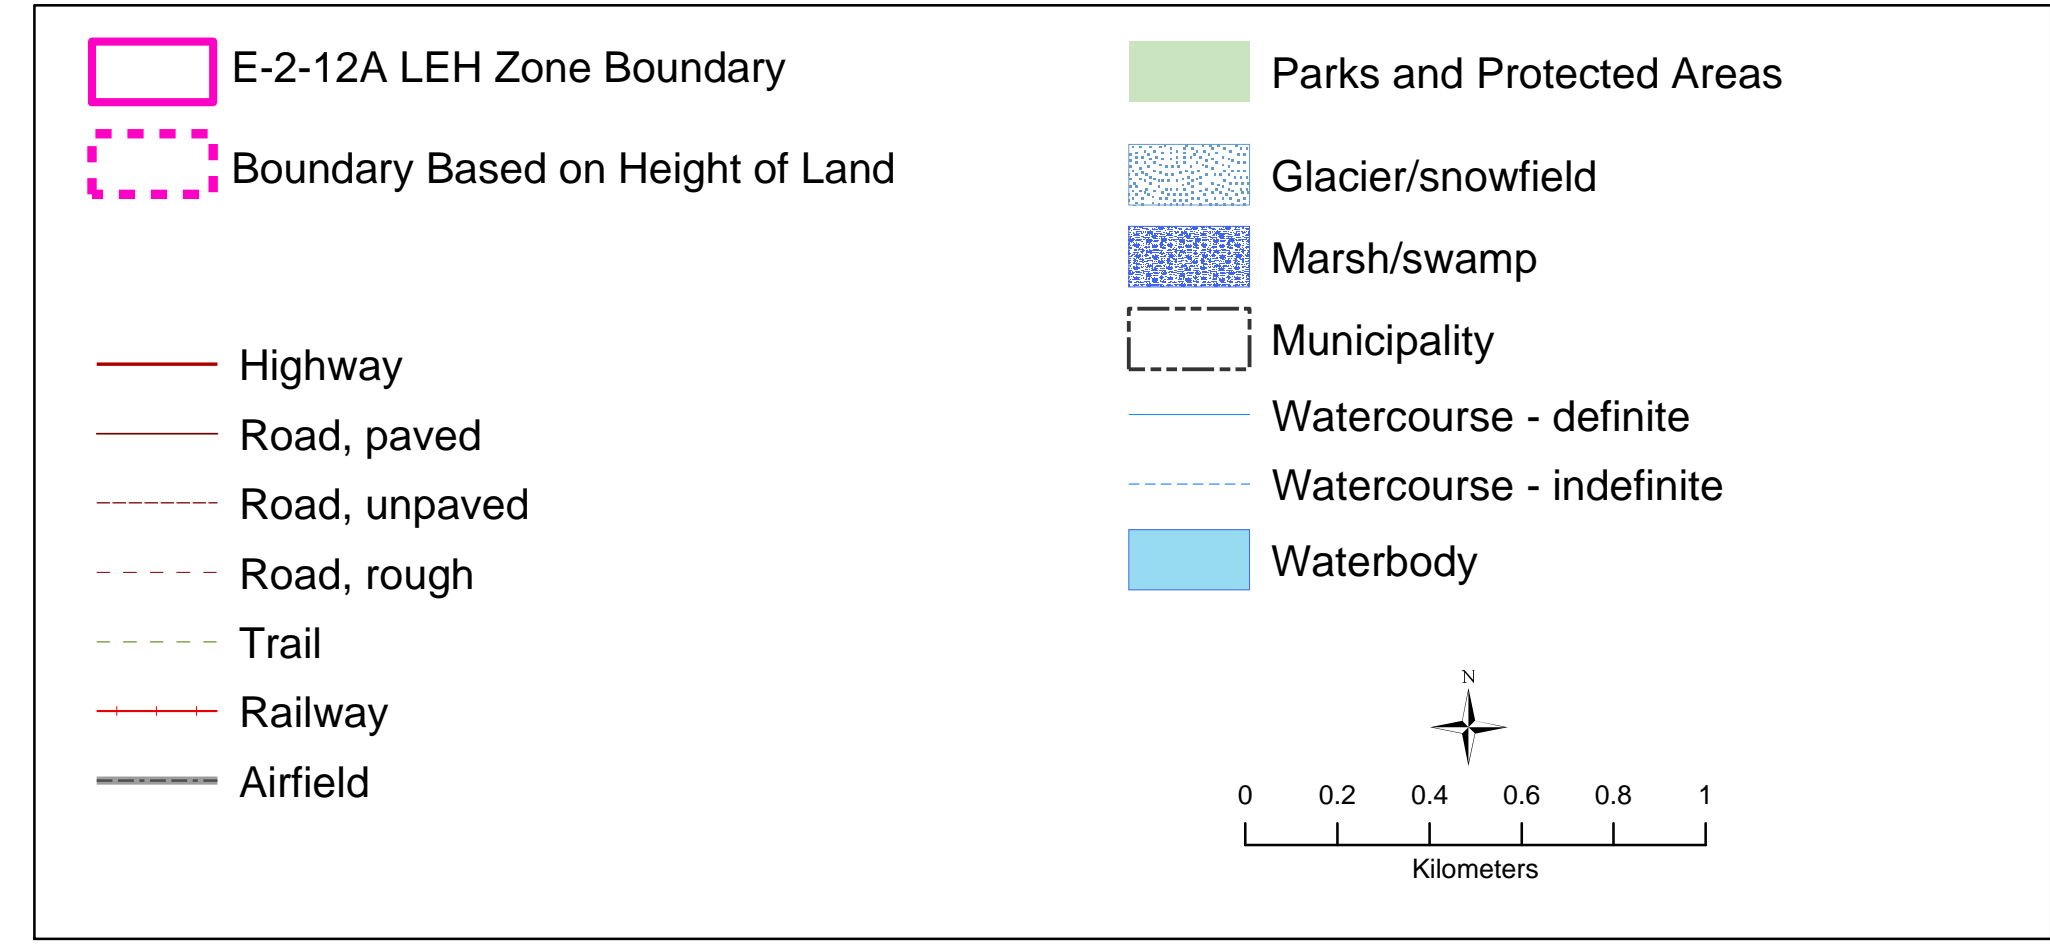 E-2-12A LEH Zone Boundary
Boundary Based on Height of Land
Highway
Road, paved
Road, unpaved
Road, rough
Trail
Railway
Airfield
Parks and Protected Areas
Glacier/snowfield
Marsh/swamp
Municipality
Watercourse - definite
Watercourse - indefinite
Waterbody
N
0 0.2 0.4 0.6 0.8 1
Kilometers